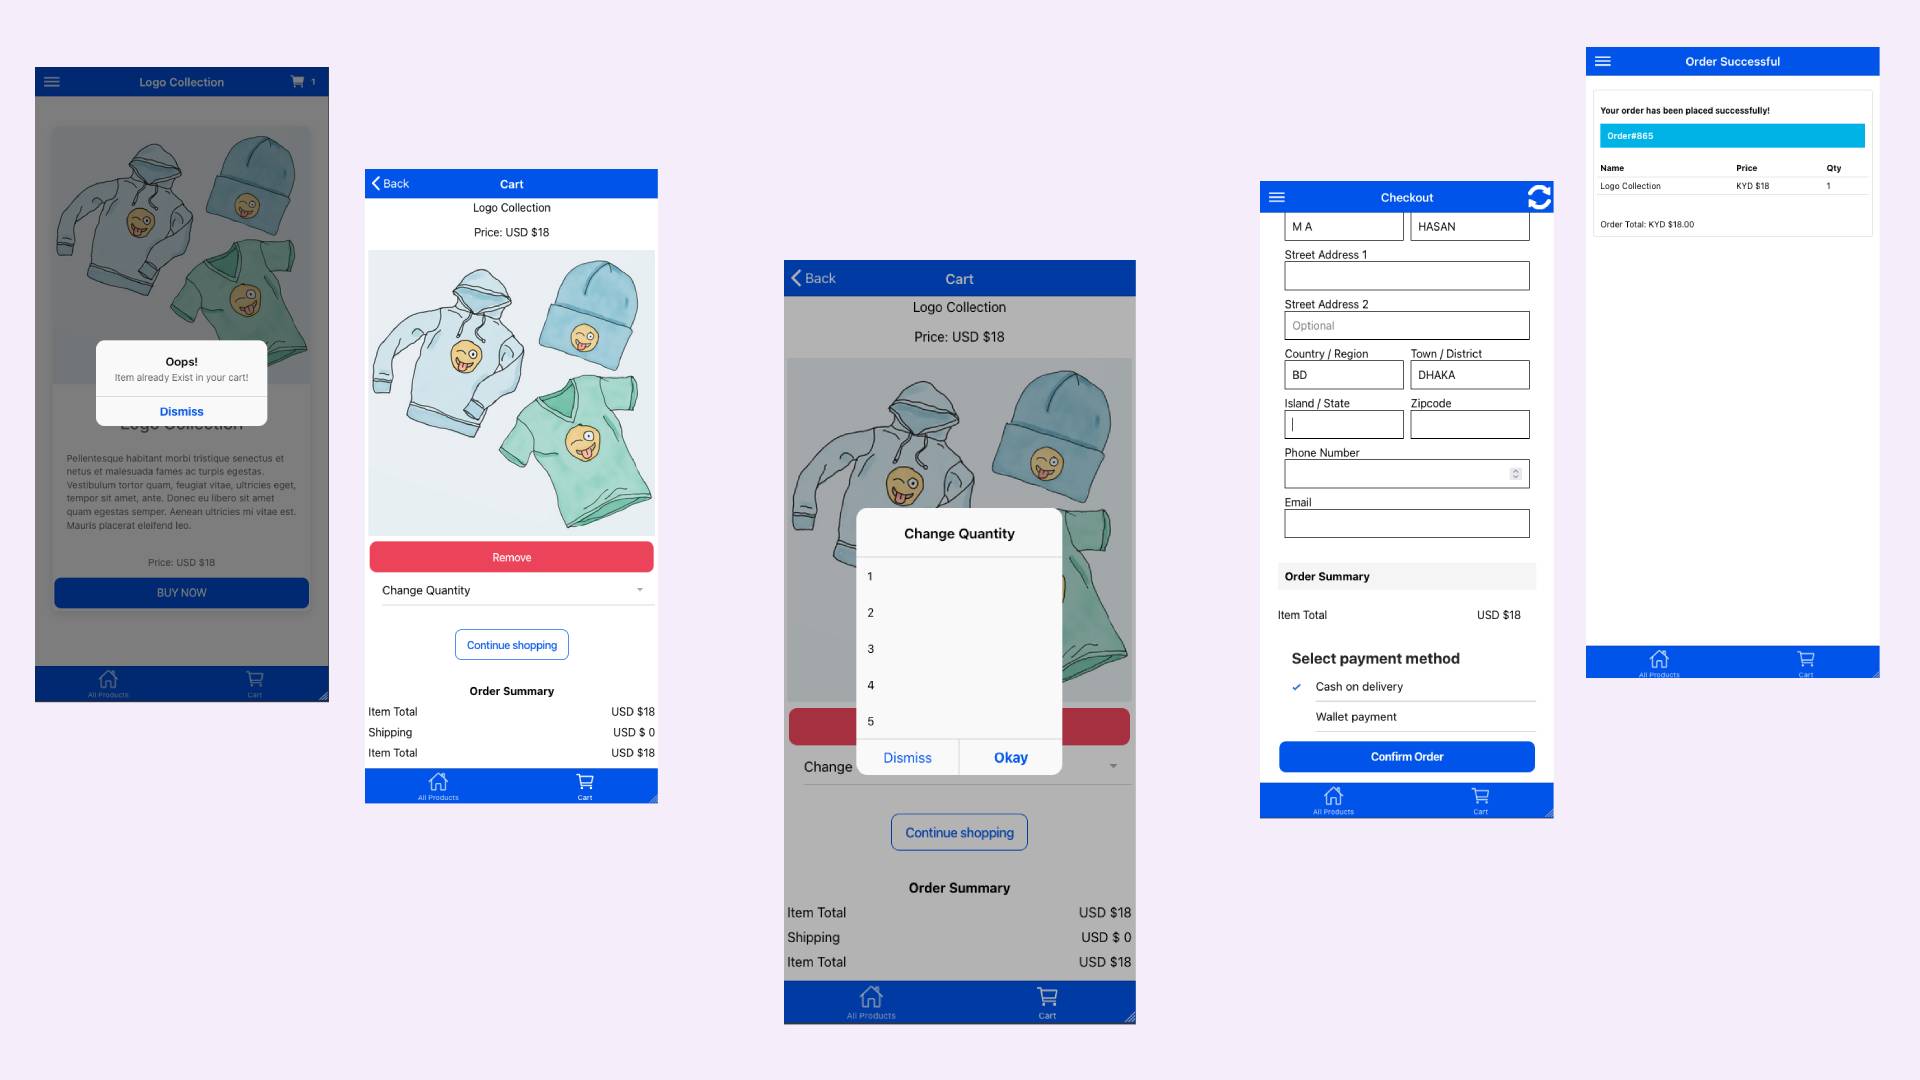 Logo Collection
1
Oops!
Item already Exist in your cart!
Dismiss
Logo Collection
Pellentesque habitant morbi tristique senectus et
netus et malesuada fames ac turpis egestas.
Vestibulum tortor quam, feugiat vitae, ultricies eget,
tempor sit amet, ante. Donec eu libero sit amet
quam egestas semper. Aenean ultricies mi vitae est.
Mauris placerat eleifend leo.
Price: USD $18
BUY NOW
All Products
Cart
Back
Cart
Logo Collection
Price: USD $18
Remove
Change Quantity
Continue shopping
Order Summary
Item Total USD $18
Shipping USD $ 0
Item Total USD $18
All Products
Cart
Back
Cart
Logo Collection
Price: USD $18
Change Quantity
1
2
3
4
5
Dismiss
Okay
Change
Continue shopping
Order Summary
Item Total USD $18
Shipping USD $ 0
Item Total USD $18
All Products
Cart
Checkout
M A HASAN
Street Address 1
Street Address 2
Optional
Country / Region Town / District
BD DHAKA
Island / State Zipcode
Phone Number
Email
Order Summary
Item Total USD $18
Select payment method
Cash on delivery
Wallet payment
Confirm Order
All Products
Cart
Order Successful
Your order has been placed successfully!
Order#865
Name Price Qty
Logo Collection KYD $18 1
Order Total: KYD $18.00
All Products
Cart